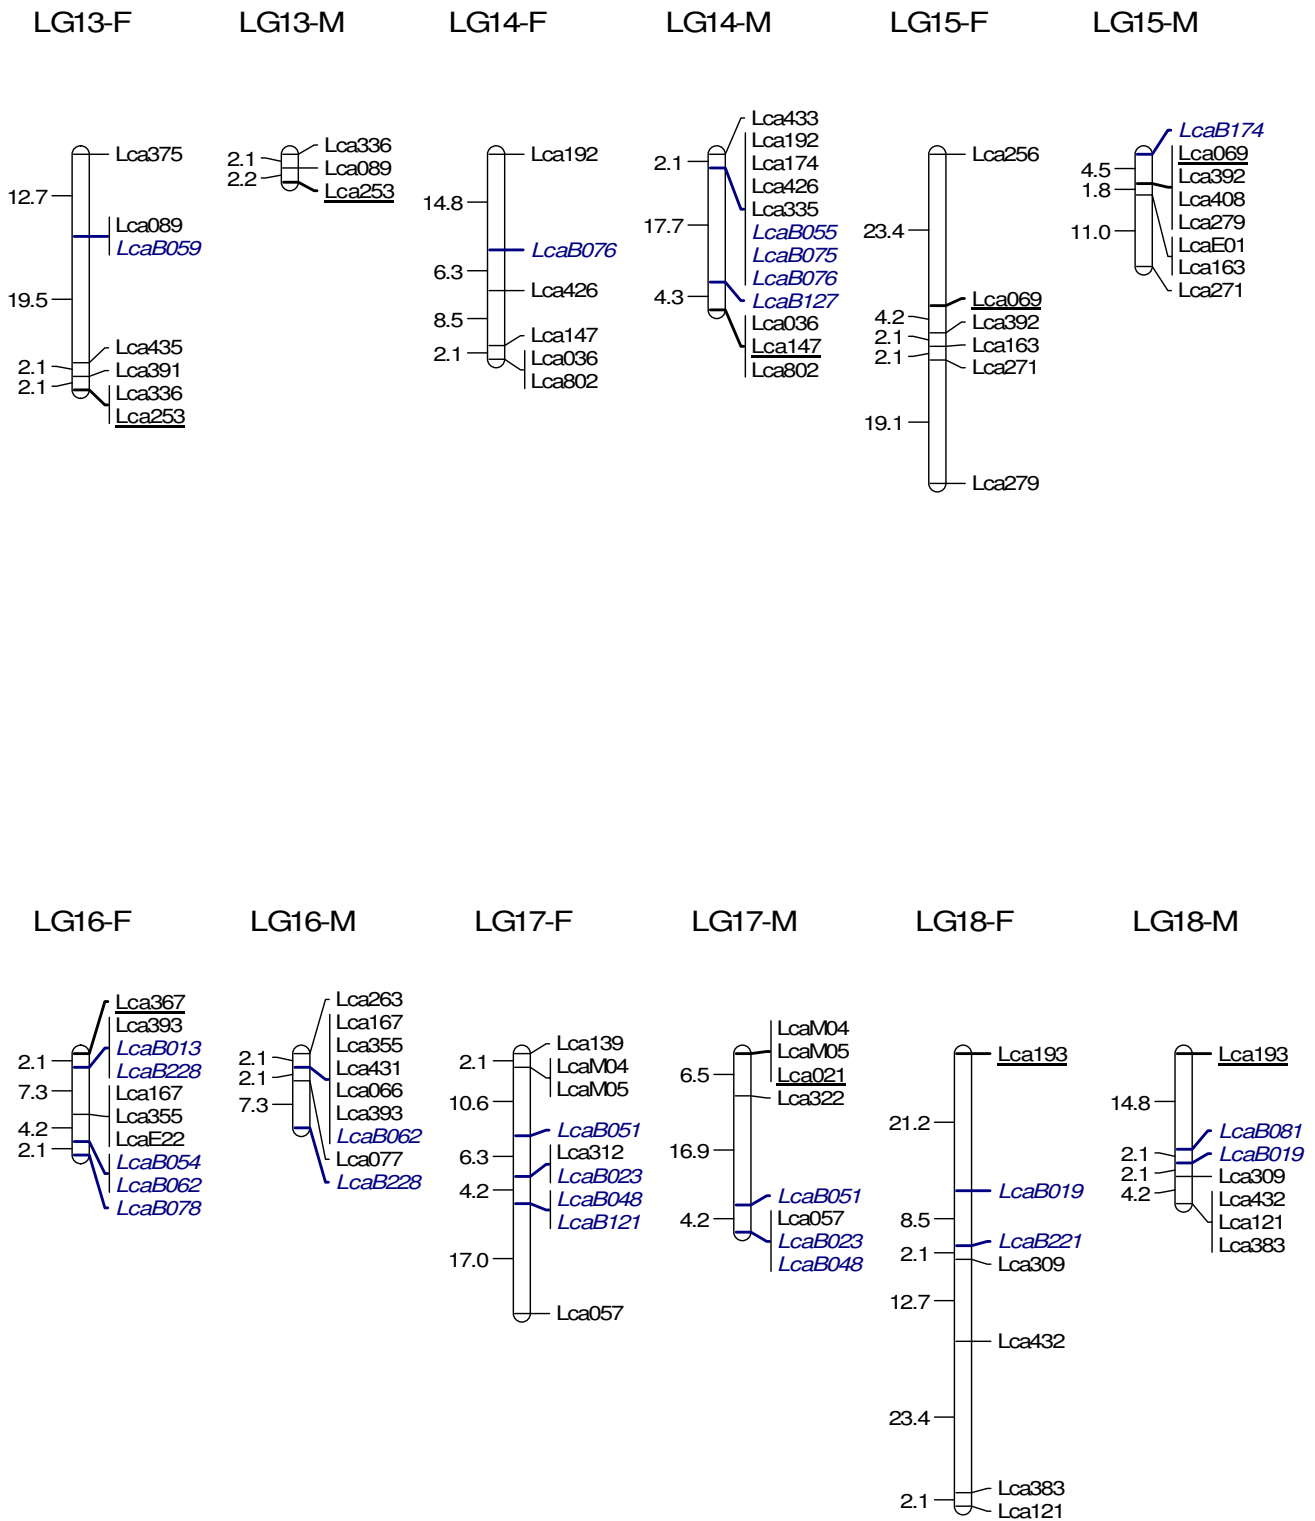 LG13-F
Lca375
12.7
Lca089
LcaB059
19.5
Lca435
2.1
Lca391
2.1
Lca336
Lca253
LG13-M
Lca336
2.1
Lca089
2.2
Lca253
LG14-F
Lca192
14.8
LcaB076
6.3
Lca426
8.5
Lca147
2.1
Lca036
Lca802
LG14-M
Lca433
Lca192
2.1
Lca174
Lca426
Lca335
17.7
LcaB055
LcaB075
LcaB076
4.3
LcaB127
Lca036
Lca147
Lca802
LG15-F
Lca256
23.4
Lca069
4.2
Lca392
2.1
Lca163
2.1
Lca271
19.1
Lca279
LG15-M
LcaB174
Lca069
4.5
Lca392
1.8
Lca408
Lca279
11.0
LcaE01
Lca163
Lca271
LG16-F
Lca367
Lca393
LcaB013
2.1
LcaB228
7.3
Lca167
Lca355
4.2
LcaE22
2.1
LcaB054
LcaB062
LcaB078
LG16-M
Lca263
Lca167
Lca355
2.1
Lca431
2.1
Lca066
7.3
Lca393
LcaB062
Lca077
LcaB228
LG17-F
Lca139
2.1
LcaM04
LcaM05
10.6
LcaB051
Lca312
6.3
LcaB023
4.2
LcaB048
LcaB121
17.0
Lca057
LG17-M
LcaM04
LcaM05
6.5
Lca021
Lca322
16.9
LcaB051
4.2
Lca057
LcaB023
LcaB048
LG18-F
Lca193
21.2
LcaB019
8.5
LcaB221
2.1
Lca309
12.7
Lca432
23.4
Lca383
2.1
Lca121
LG18-M
Lca193
14.8
LcaB081
2.1
LcaB019
2.1
Lca309
4.2
Lca432
Lca121
Lca383